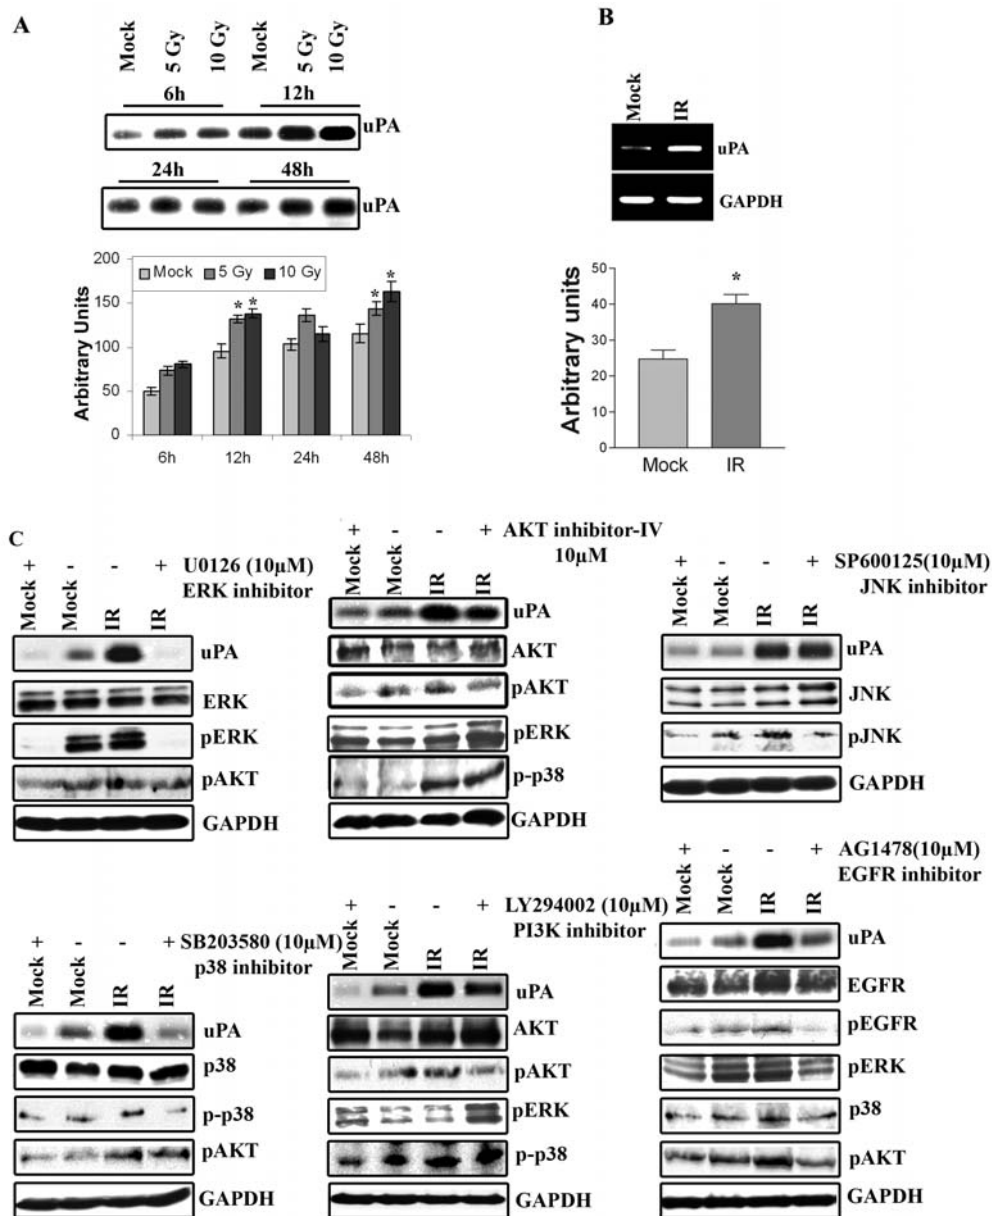 A
Mock
5 Gy
10 Gy
Mock
5 Gy
10 Gy
6h
12h
uPA
24h
48h
uPA
Arbitrary Units
200
150
100
50
0
Mock
5 Gy
10 Gy
* *
*
*
6h 12h 24h 48h
B
Mock
IR
uPA
GAPDH
Arbitrary units
50
40
30
20
10
0
*
Mock IR
C
+ - - + U0126 (10μM)
ERK inhibitor
Mock
Mock
IR
IR
uPA
ERK
pERK
pAKT
GAPDH
+ - - + AKT inhibitor-IV
10μM
Mock
Mock
IR
IR
uPA
AKT
pAKT
pERK
p-p38
GAPDH
+ - - + SP600125(10μM)
JNK inhibitor
Mock
Mock
IR
IR
uPA
JNK
pJNK
GAPDH
+ - - + SB203580 (10μM)
p38 inhibitor
Mock
Mock
IR
IR
uPA
p38
p-p38
pAKT
GAPDH
+ - - + LY294002 (10μM)
PI3K inhibitor
Mock
Mock
IR
IR
uPA
AKT
pAKT
pERK
p-p38
GAPDH
+ - - + AG1478(10μM)
EGFR inhibitor
Mock
Mock
IR
IR
uPA
EGFR
pEGFR
pERK
p38
pAKT
GAPDH